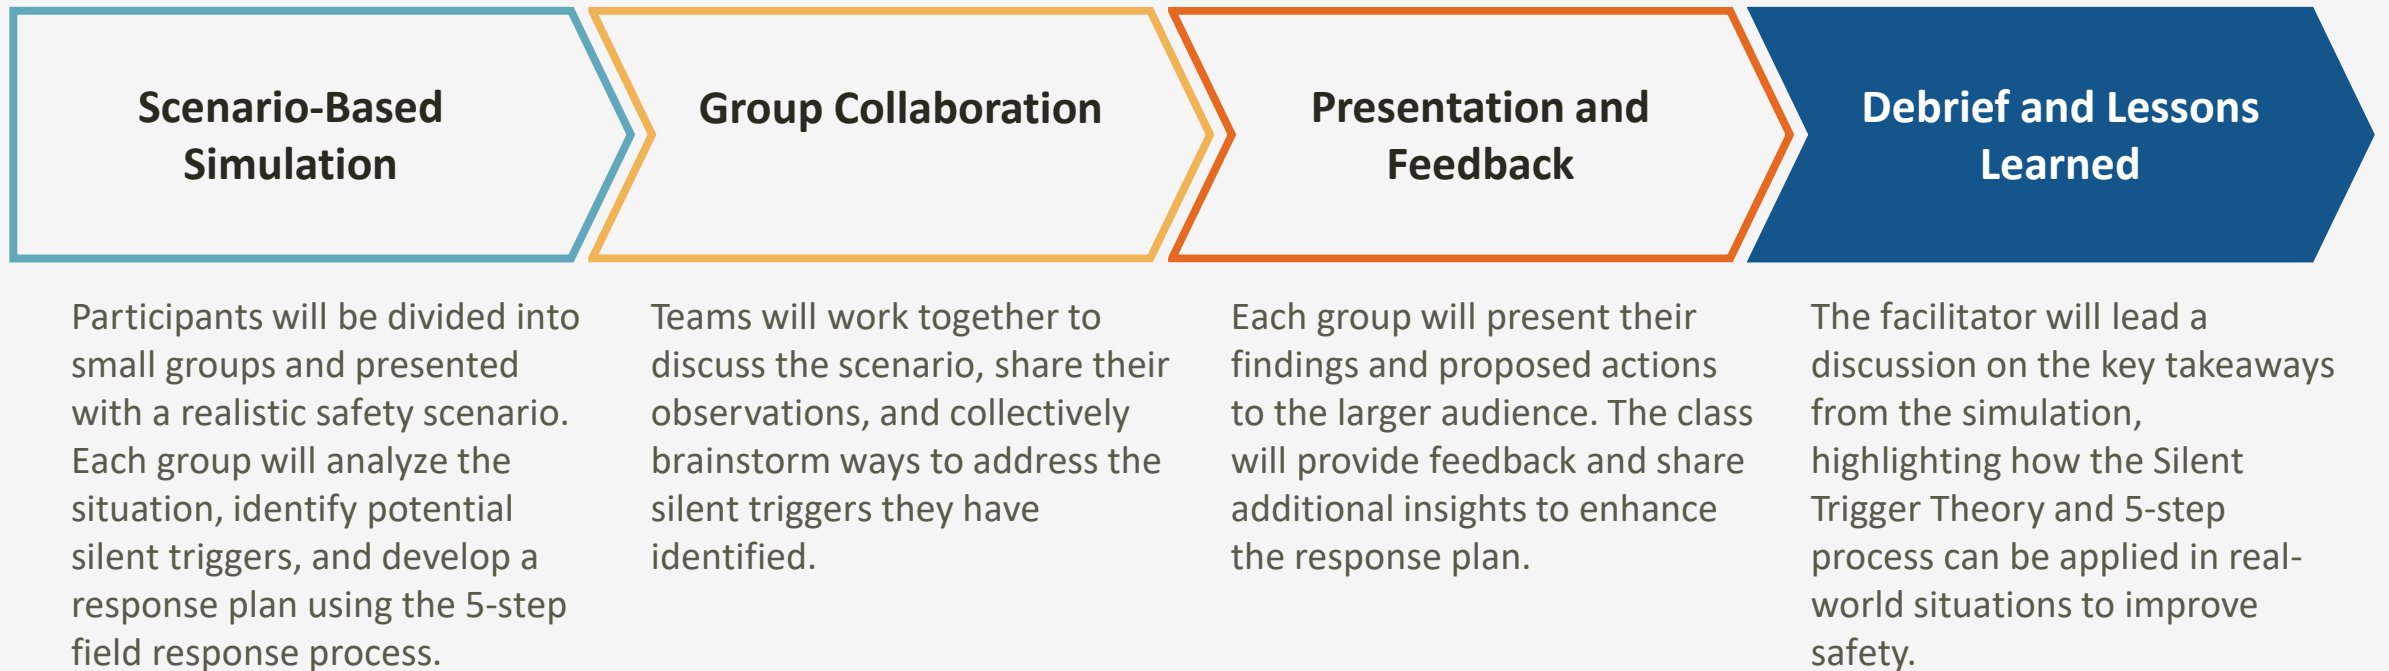 Scenario-Based
Simulation
Participants will be divided into
small groups and presented
with a realistic safety scenario.
Each group will analyze the
situation, identify potential
silent triggers, and develop a
response plan using the 5-step
field response process.
Group Collaboration
Teams will work together to
discuss the scenario, share their
observations, and collectively
brainstorm ways to address the
silent triggers they have
identified.
Presentation and
Feedback
Each group will present their
findings and proposed actions
to the larger audience. The class
will provide feedback and share
additional insights to enhance
the response plan.
Debrief and Lessons
Learned
The facilitator will lead a
discussion on the key takeaways
from the simulation,
highlighting how the Silent
Trigger Theory and 5-step
process can be applied in real-
world situations to improve
safety.